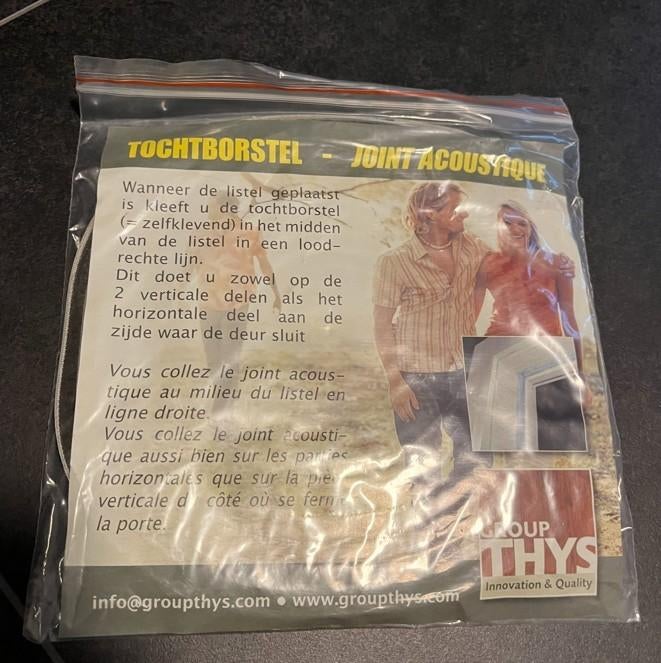 TOCHTBORSTEL - JOINT ACOUSTIQUE
Wanneer de listel geplaatst
is kleeft u de tochtborstel
(= zelfklevend) in het midden
van de listel in een lood-
rechte lijn.
Dit doet u zowel op de
2 verticale delen als het
horizontale deel aan de
zijde waar de deur sluit
Vous collez le joint acous-
tique au milieu du listel en
ligne droite.
Vous collez le joint acousti-
que aussi bien sur les parties
horizontales que sur la
verticale côté où se
la porte.
GROUP
THYS
Innovation & Quality
info@groupthys.com • www.groupthys.com